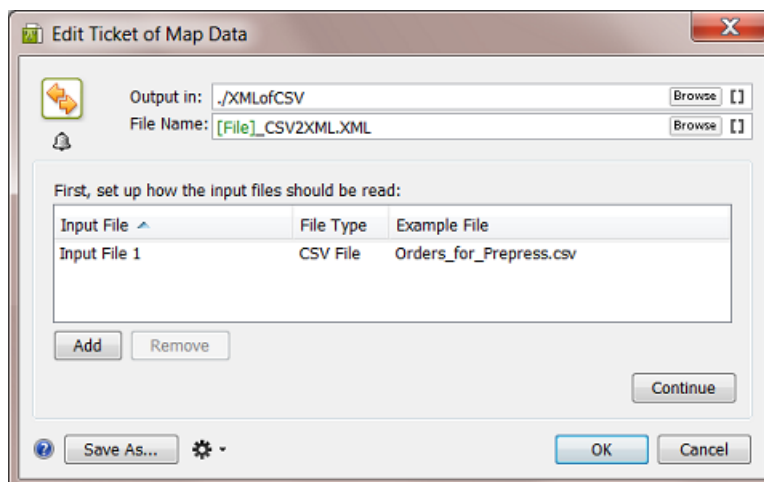 Edit Ticket of Map Data
Output in: ./XMLofCSV Browse []
File Name: [File]_CSV2XML.XML Browse []
First, set up how the input files should be read:
Input File File Type Example File
Input File 1 CSV File Orders_for_Prepress.csv
Add Remove
Continue
Save As... OK Cancel